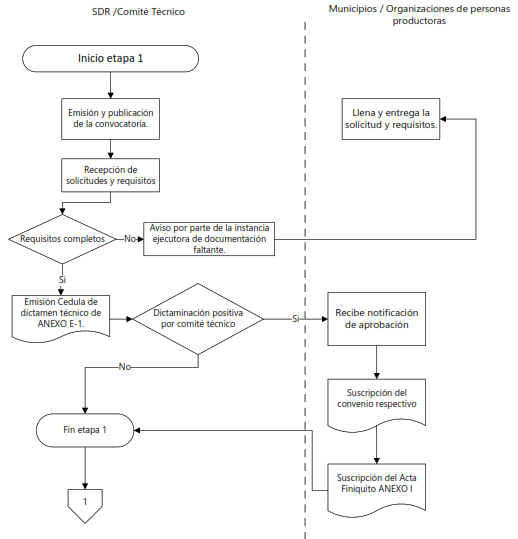 SDR /Comité Técnico
Municipios / Organizaciones de personas
productoras
Inicio etapa 1
Emisión y publicación
de la convocatoria.
Llena y entrega la
solicitud y requisitos.
Recepción de
solicitudes y requisitos
Requisitos completos
No
Aviso por parte de la instancia
ejecutora de documentación
faltante.
Si
Emisión Cedula de
dictamen técnico de
ANEXO E-1.
Dictaminación positiva
por comité técnico
Si
Recibe notificación
de aprobación
No
Suscripción del
convenio respectivo
Fin etapa 1
Suscripción del Acta
Finiquito ANEXO I
1